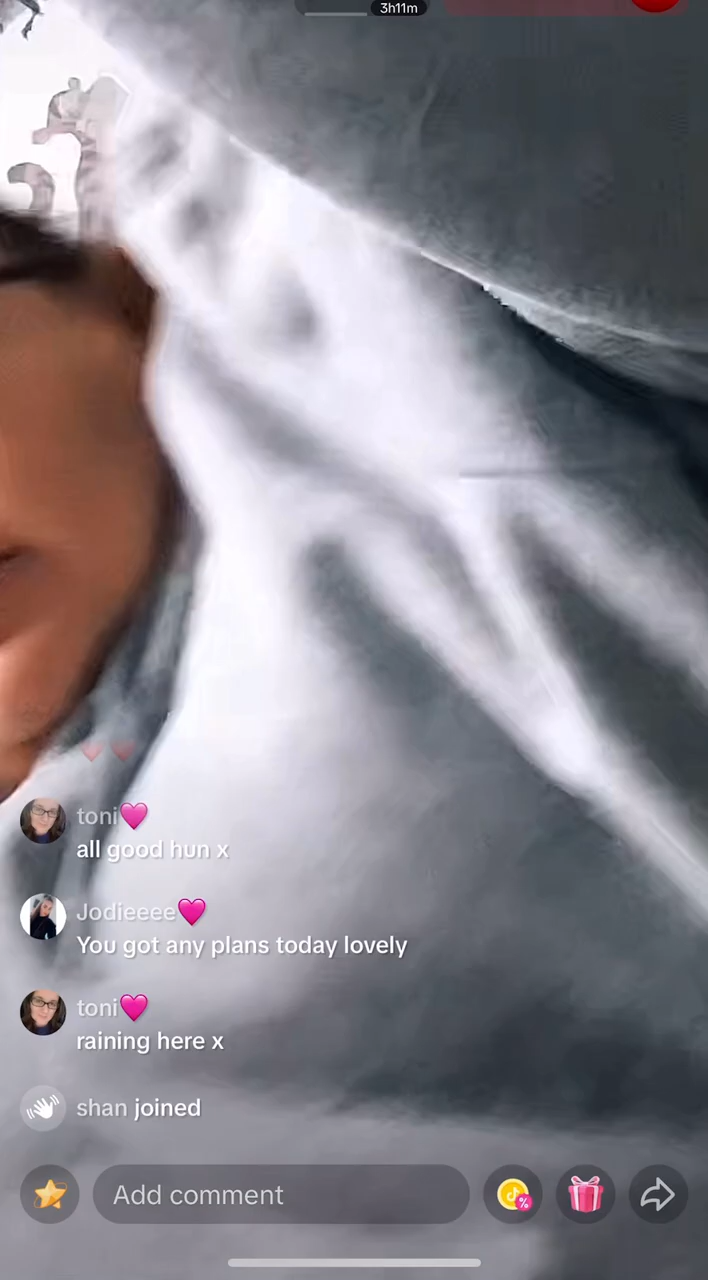 3h11m
toni🩷
all good hun x
Jodieeee🩷
You got any plans today lovely
toni🩷
raining here x
shan joined
Add comment